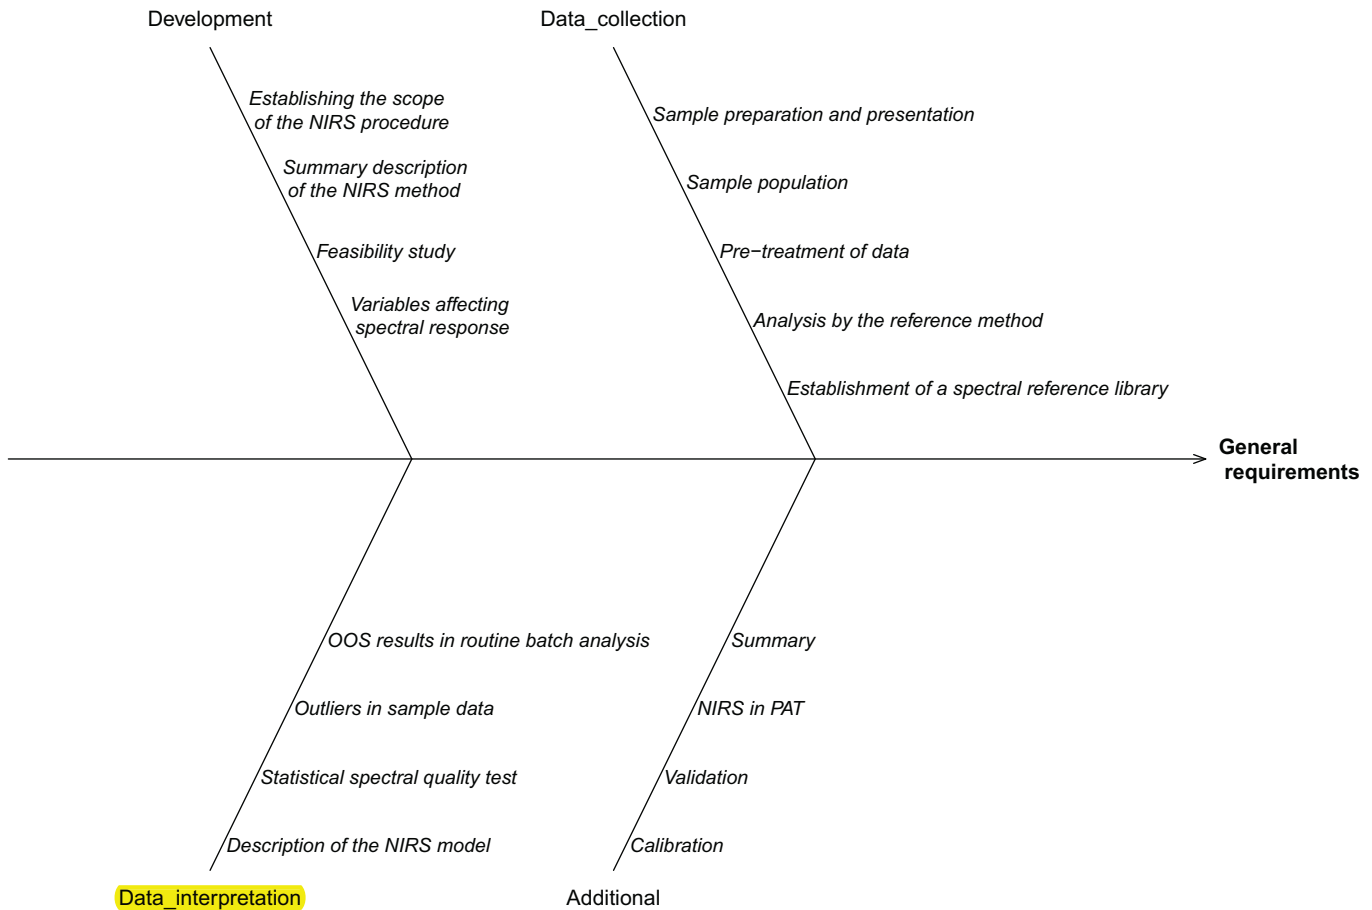 Development
Data_collection
Establishing the scope
of the NIRS procedure
Summary description
of the NIRS method
Feasibility study
Variables affecting
spectral response
Sample preparation and presentation
Sample population
Pre−treatment of data
Analysis by the reference method
Establishment of a spectral reference library
General
requirements
OOS results in routine batch analysis
Outliers in sample data
Statistical spectral quality test
Description of the NIRS model
Summary
NIRS in PAT
Validation
Calibration
Data_interpretation
Additional